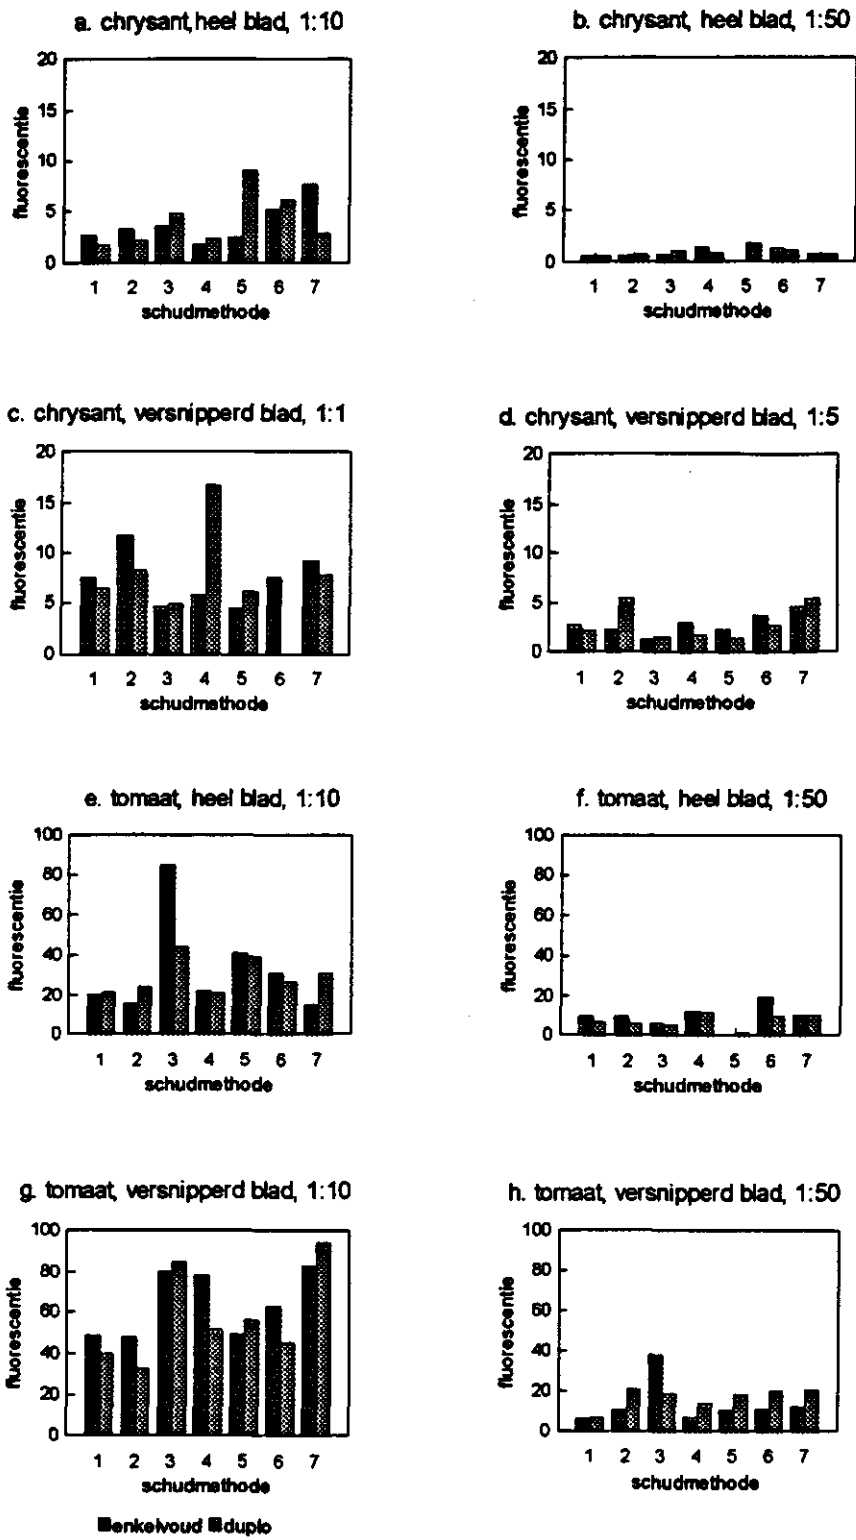 a. chrysant,heel blad, 1:10
20
15
10
5
0
fluorescentie
1 2 3 4 5 6 7
schudmethode
b. chrysant, heel blad, 1:50
20
15
10
5
0
fluorescentie
1 2 3 4 5 6 7
schudmethode
c. chrysant, versnipperd blad, 1:1
20
15
10
5
0
fluorescentie
1 2 3 4 5 6 7
schudmethode
d. chrysant, versnipperd blad, 1:5
20
15
10
5
0
fluorescentie
1 2 3 4 5 6 7
schudmethode
e. tomaat, heel blad, 1:10
100
80
60
40
20
0
fluorescentie
1 2 3 4 5 6 7
schudmethode
f. tomaat, heel blad, 1:50
100
80
60
40
20
0
fluorescentie
1 2 3 4 5 6 7
schudmethode
g. tomaat, versnipperd blad, 1:10
100
80
60
40
20
0
fluorescentie
1 2 3 4 5 6 7
schudmethode
h. tomaat, versnipperd blad, 1:50
100
80
60
40
20
0
fluorescentie
1 2 3 4 5 6 7
schudmethode
enkelvoud duplo